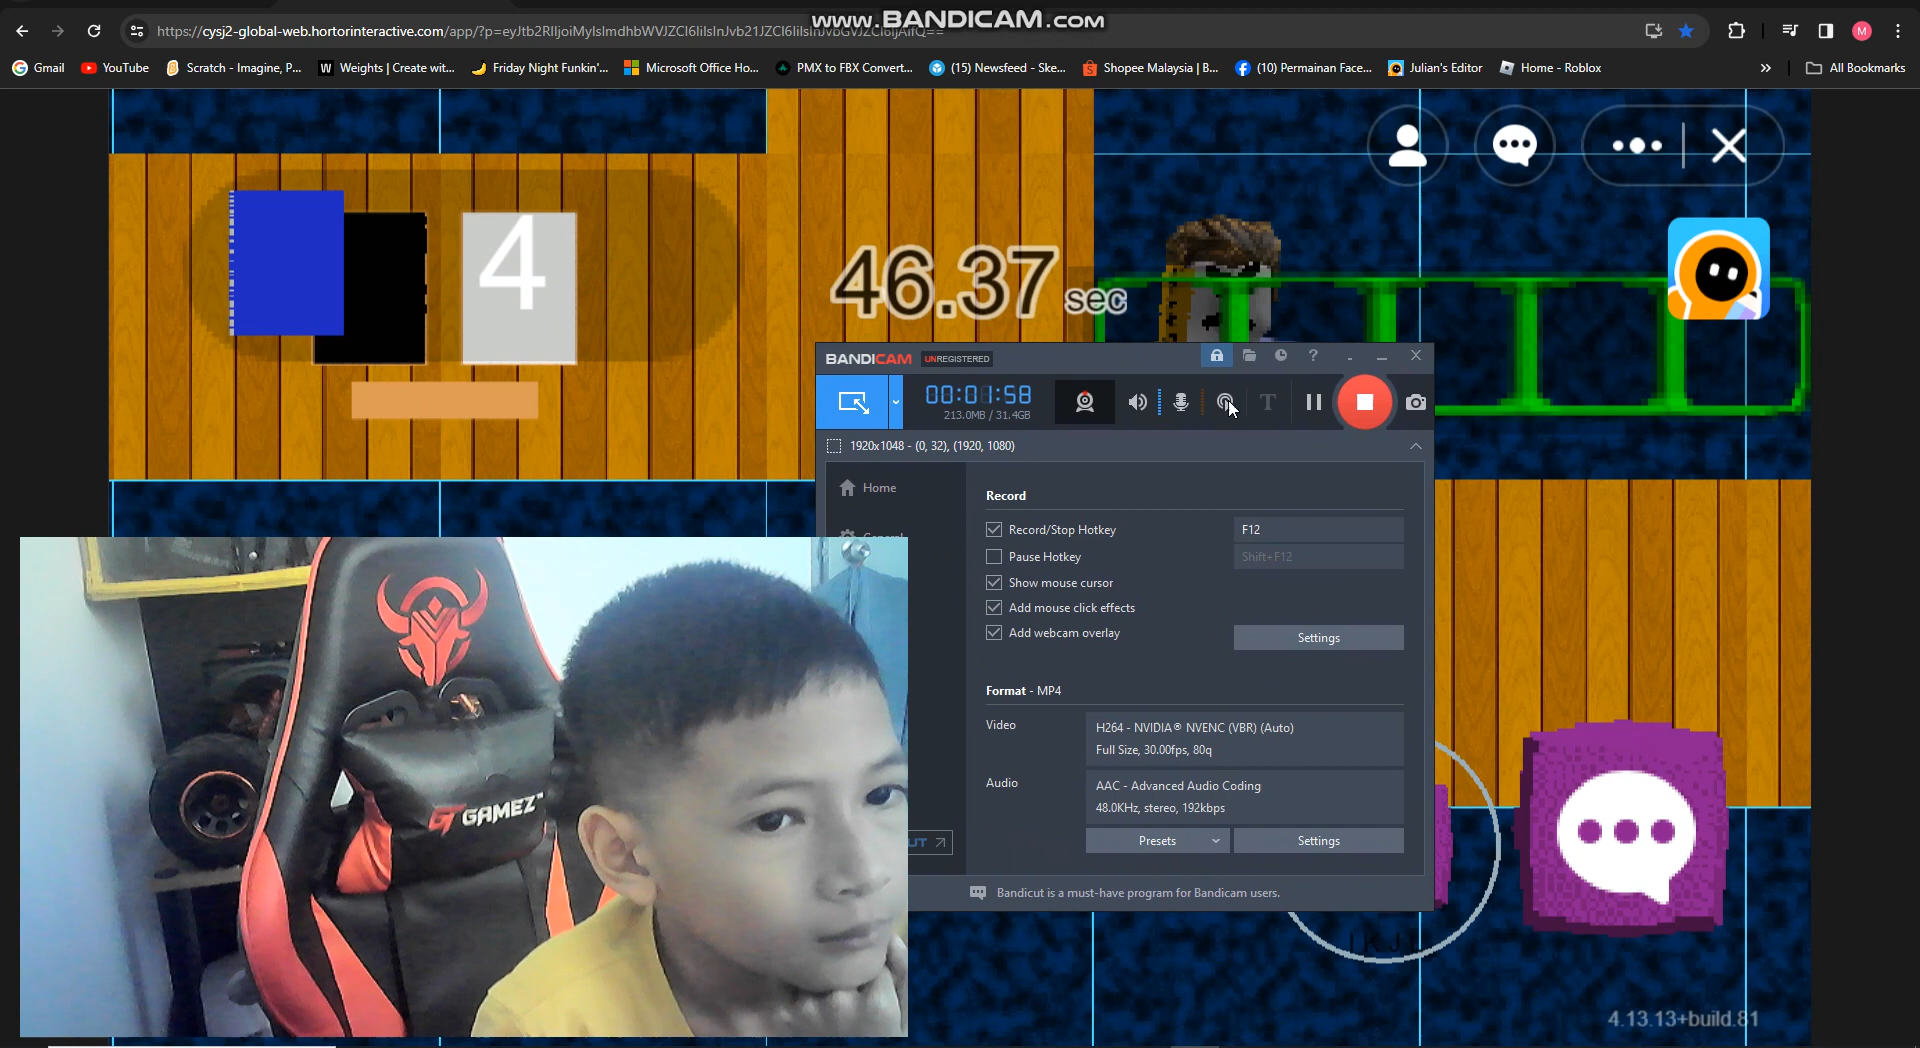 www.BANDICAM.com
https://cysj2-global-web.hortorinteractive.com/app/?p=
Gmail
YouTube
Scratch - Imagine, P...
Weights | Create wit...
Friday Night Funkin'...
Microsoft Office Ho...
PMX to FBX Convert...
(15) Newsfeed - Ske...
Shopee Malaysia | B...
(10) Permainan Face...
Julian's Editor
Home - Roblox
»
All Bookmarks
M
4
46.37 sec
BANDICAM UNREGISTERED
00:01:58
213.0MB / 31.4GB
1920x1048 - (0, 32), (1920, 1080)
Home
Record
Record/Stop Hotkey
F12
Pause Hotkey
Shift+F12
Show mouse cursor
Add mouse click effects
Add webcam overlay
Settings
Format - MP4
Video
H264 - NVIDIA® NVENC (VBR) (Auto)
Full Size, 30.00fps, 80q
Audio
AAC - Advanced Audio Coding
48.0KHz, stereo, 192kbps
Presets
Settings
Bandicut is a must-have program for Bandicam users.
GT GAMEZ™
4.13.13+build.81